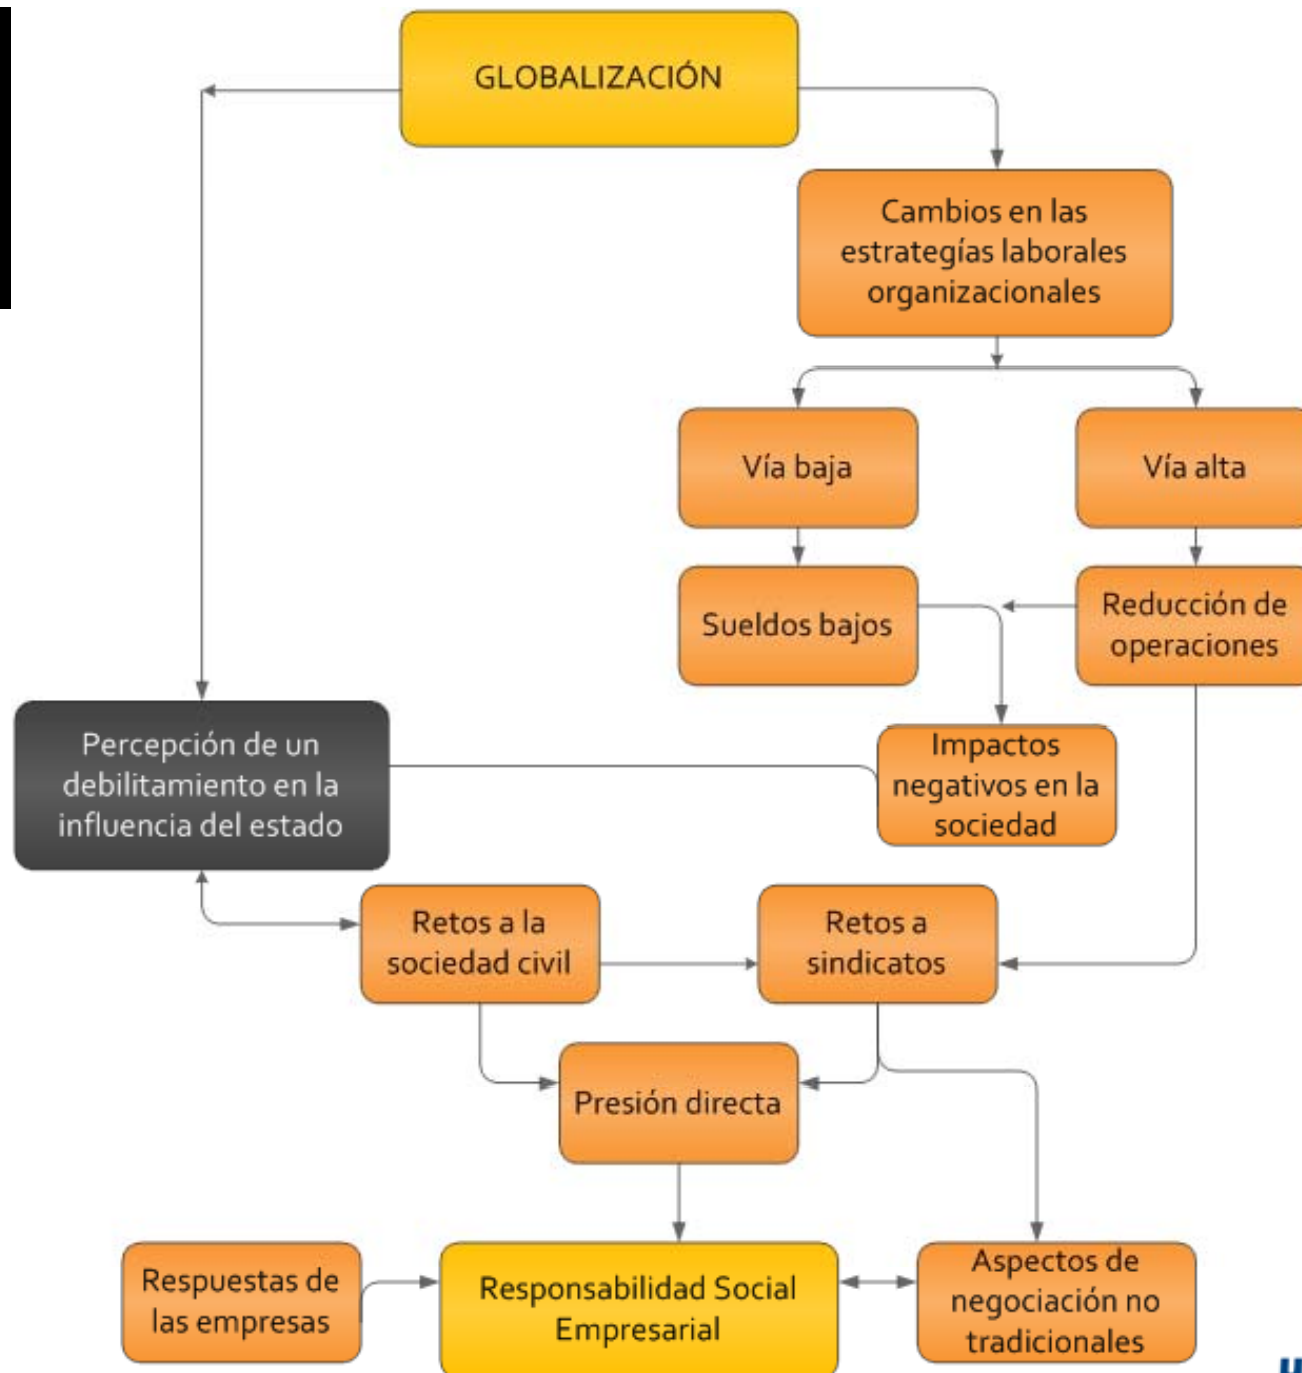 GLOBALIZACIÓN
Cambios en las
estrategías laborales
organizacionales
Vía baja
Vía alta
Sueldos bajos
Reducción de
operaciones
Percepción de un
debilitamiento en la
influencia del estado
Impactos
negativos en la
sociedad
Retos a la
sociedad civil
Retos a
sindicatos
Presión directa
Respuestas de
las empresas
Responsabilidad Social
Empresarial
Aspectos de
negociación no
tradicionales